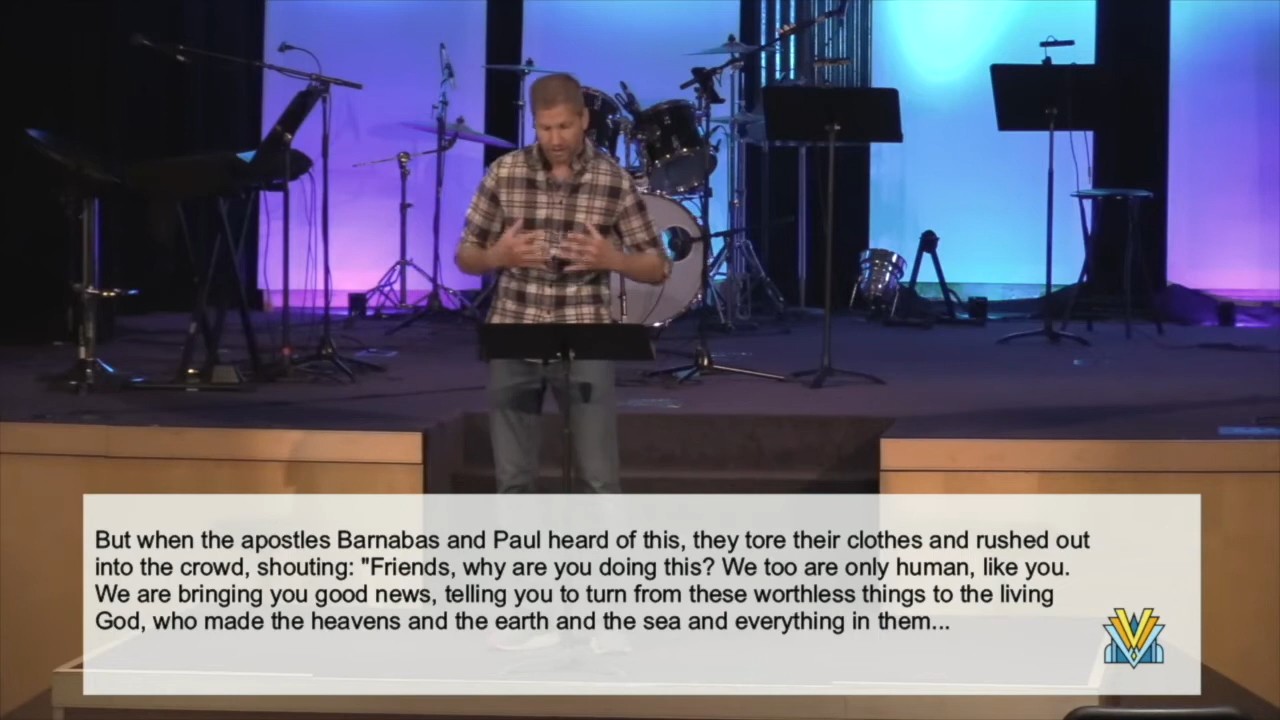 But when the apostles Barnabas and Paul heard of this, they tore their clothes and rushed out
into the crowd, shouting: "Friends, why are you doing this? We too are only human, like you.
We are bringing you good news, telling you to turn from these worthless things to the living
God, who made the heavens and the earth and the sea and everything in them...